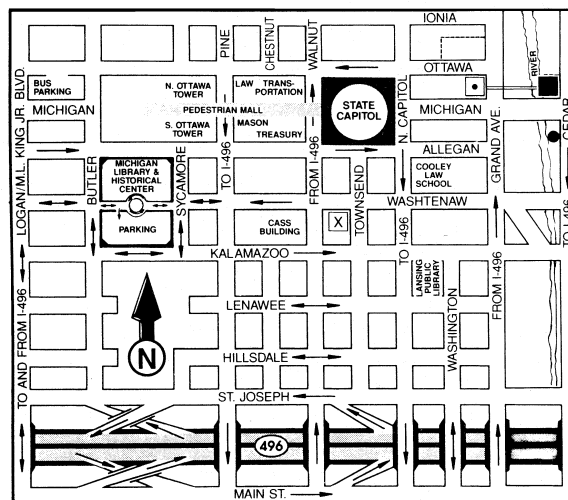 IONIA
PINE
CHESTNUT
WALNUT
OTTAWA
RIVER
BUS
PARKING
N. OTTAWA
TOWER
LAW TRANS-
PORTATION
MICHIGAN
PEDESTRIAN MALL
STATE
CAPITOL
N. CAPITOL
MICHIGAN
GRAND AVE.
CEDAR
S. OTTAWA
TOWER
MASON
TREASURY
ALLEGAN
LOGAN/M.L. KING JR. BLVD.
BUTLER
MICHIGAN
LIBRARY &
HISTORICAL
CENTER
SYCAMORE
TO I-496
FROM I-496
TOWNSEND
COOLEY
LAW
SCHOOL
WASHTENAW
PARKING
CASS
BUILDING
X
TO I-496
TO I-496
KALAMAZOO
LANSING
PUBLIC
LIBRARY
WASHINGTON
FROM I-496
LENAWEE
N
HILLSDALE
TO AND FROM I-496
ST. JOSEPH
496
MAIN ST.